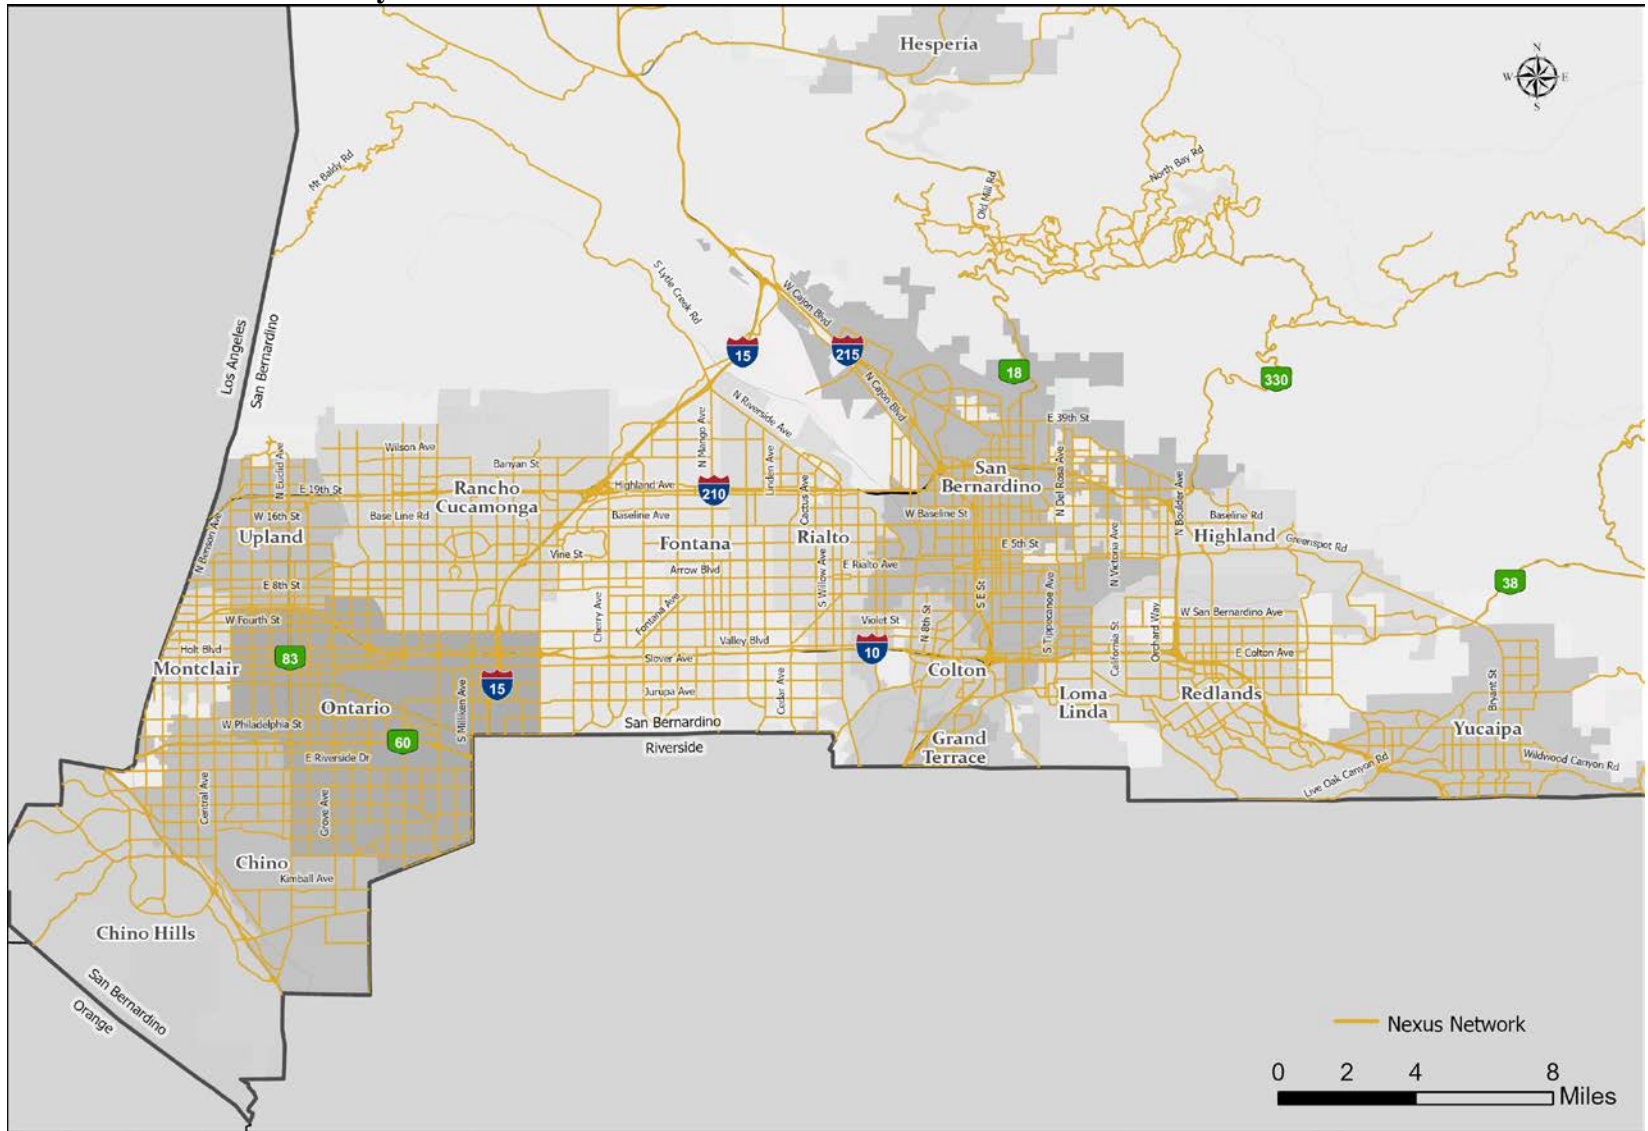 Hesperia
N
W E
S
Mt Baldy Rd
North Bay Rd
Old Mill Rd
S Lytle Creek Rd
W Cajon Blvd
Los Angeles
San Bernardino
15
215
18
330
N Cajon Blvd
N Riverside Ave
N Mango Ave
E 39th St
Wilson Ave
N Euclid Ave
Banyan St
Linden Ave
N Del Rosa Ave
San
Bernardino
E 19th St
Rancho
Cucamonga
Highland Ave
210
Cactus Ave
N Boulder Ave
W 16th St
Base Line Rd
Baseline Ave
W Baseline St
Baseline Rd
N Benson Ave
Upland
Vine St
Fontana
Rialto
E 5th St
N Victoria Ave
Highland
Greenspot Rd
Arrow Blvd
E Rialto Ave
E 8th St
S Willow Ave
38
Cherry Ave
Fontana Ave
N 8th St
S E St
S Tippecanoe Ave
Orchard Way
W San Bernardino Ave
W Fourth St
Violet St
Valley Blvd
California St
Holt Blvd
83
Slover Ave
10
E Colton Ave
Montclair
Colton
15
Jurupa Ave
Cedar Ave
Loma
Linda
Redlands
Bryant St
Ontario
S Milliken Ave
W Philadelphia St
San Bernardino
Riverside
60
Grand
Terrace
Yucaipa
E Riverside Dr
Wildwood Canyon Rd
Live Oak Canyon Rd
Central Ave
Grove Ave
Chino
Kimball Ave
Chino Hills
San Bernardino
Orange
Nexus Network
0 2 4 8
Miles